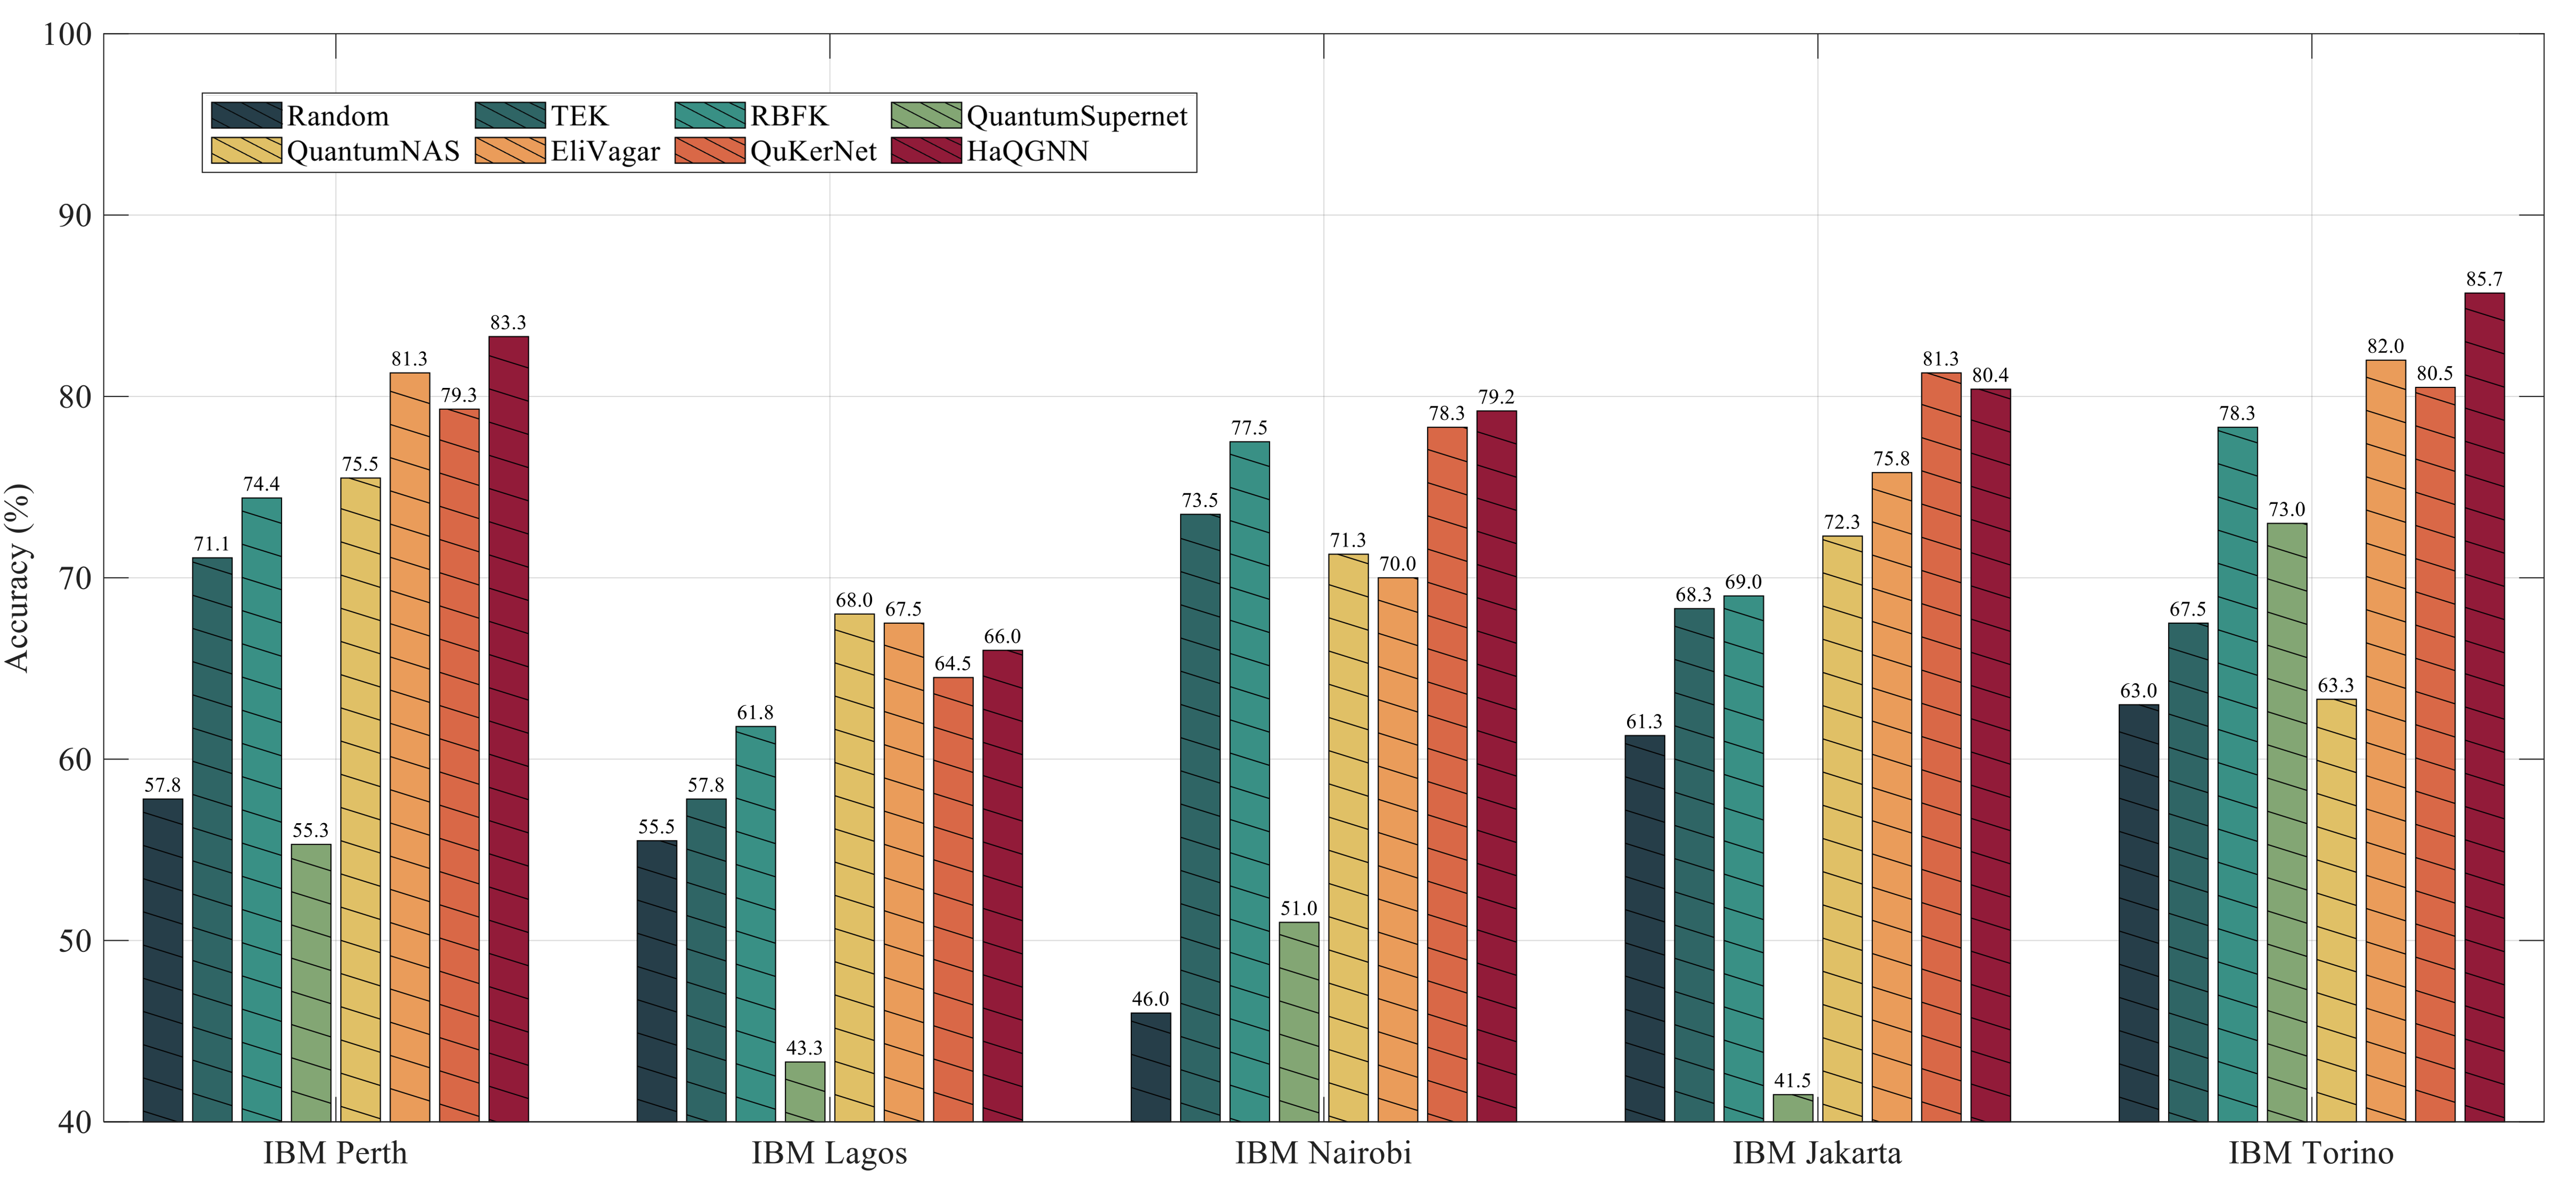 100
90
80
70
60
50
40
Accuracy (%)
Random TEK RBFK QuantumSupernet
QuantumNAS EliVagar QuKerNet HaQGNN
57.8 71.1 74.4 55.3 75.5 81.3 79.3 83.3
55.5 57.8 61.8 43.3 68.0 67.5 64.5 66.0
46.0 73.5 77.5 51.0 71.3 70.0 78.3 79.2
61.3 68.3 69.0 41.5 72.3 75.8 81.3 80.4
63.0 67.5 78.3 73.0 63.3 82.0 80.5 85.7
IBM Perth IBM Lagos IBM Nairobi IBM Jakarta IBM Torino